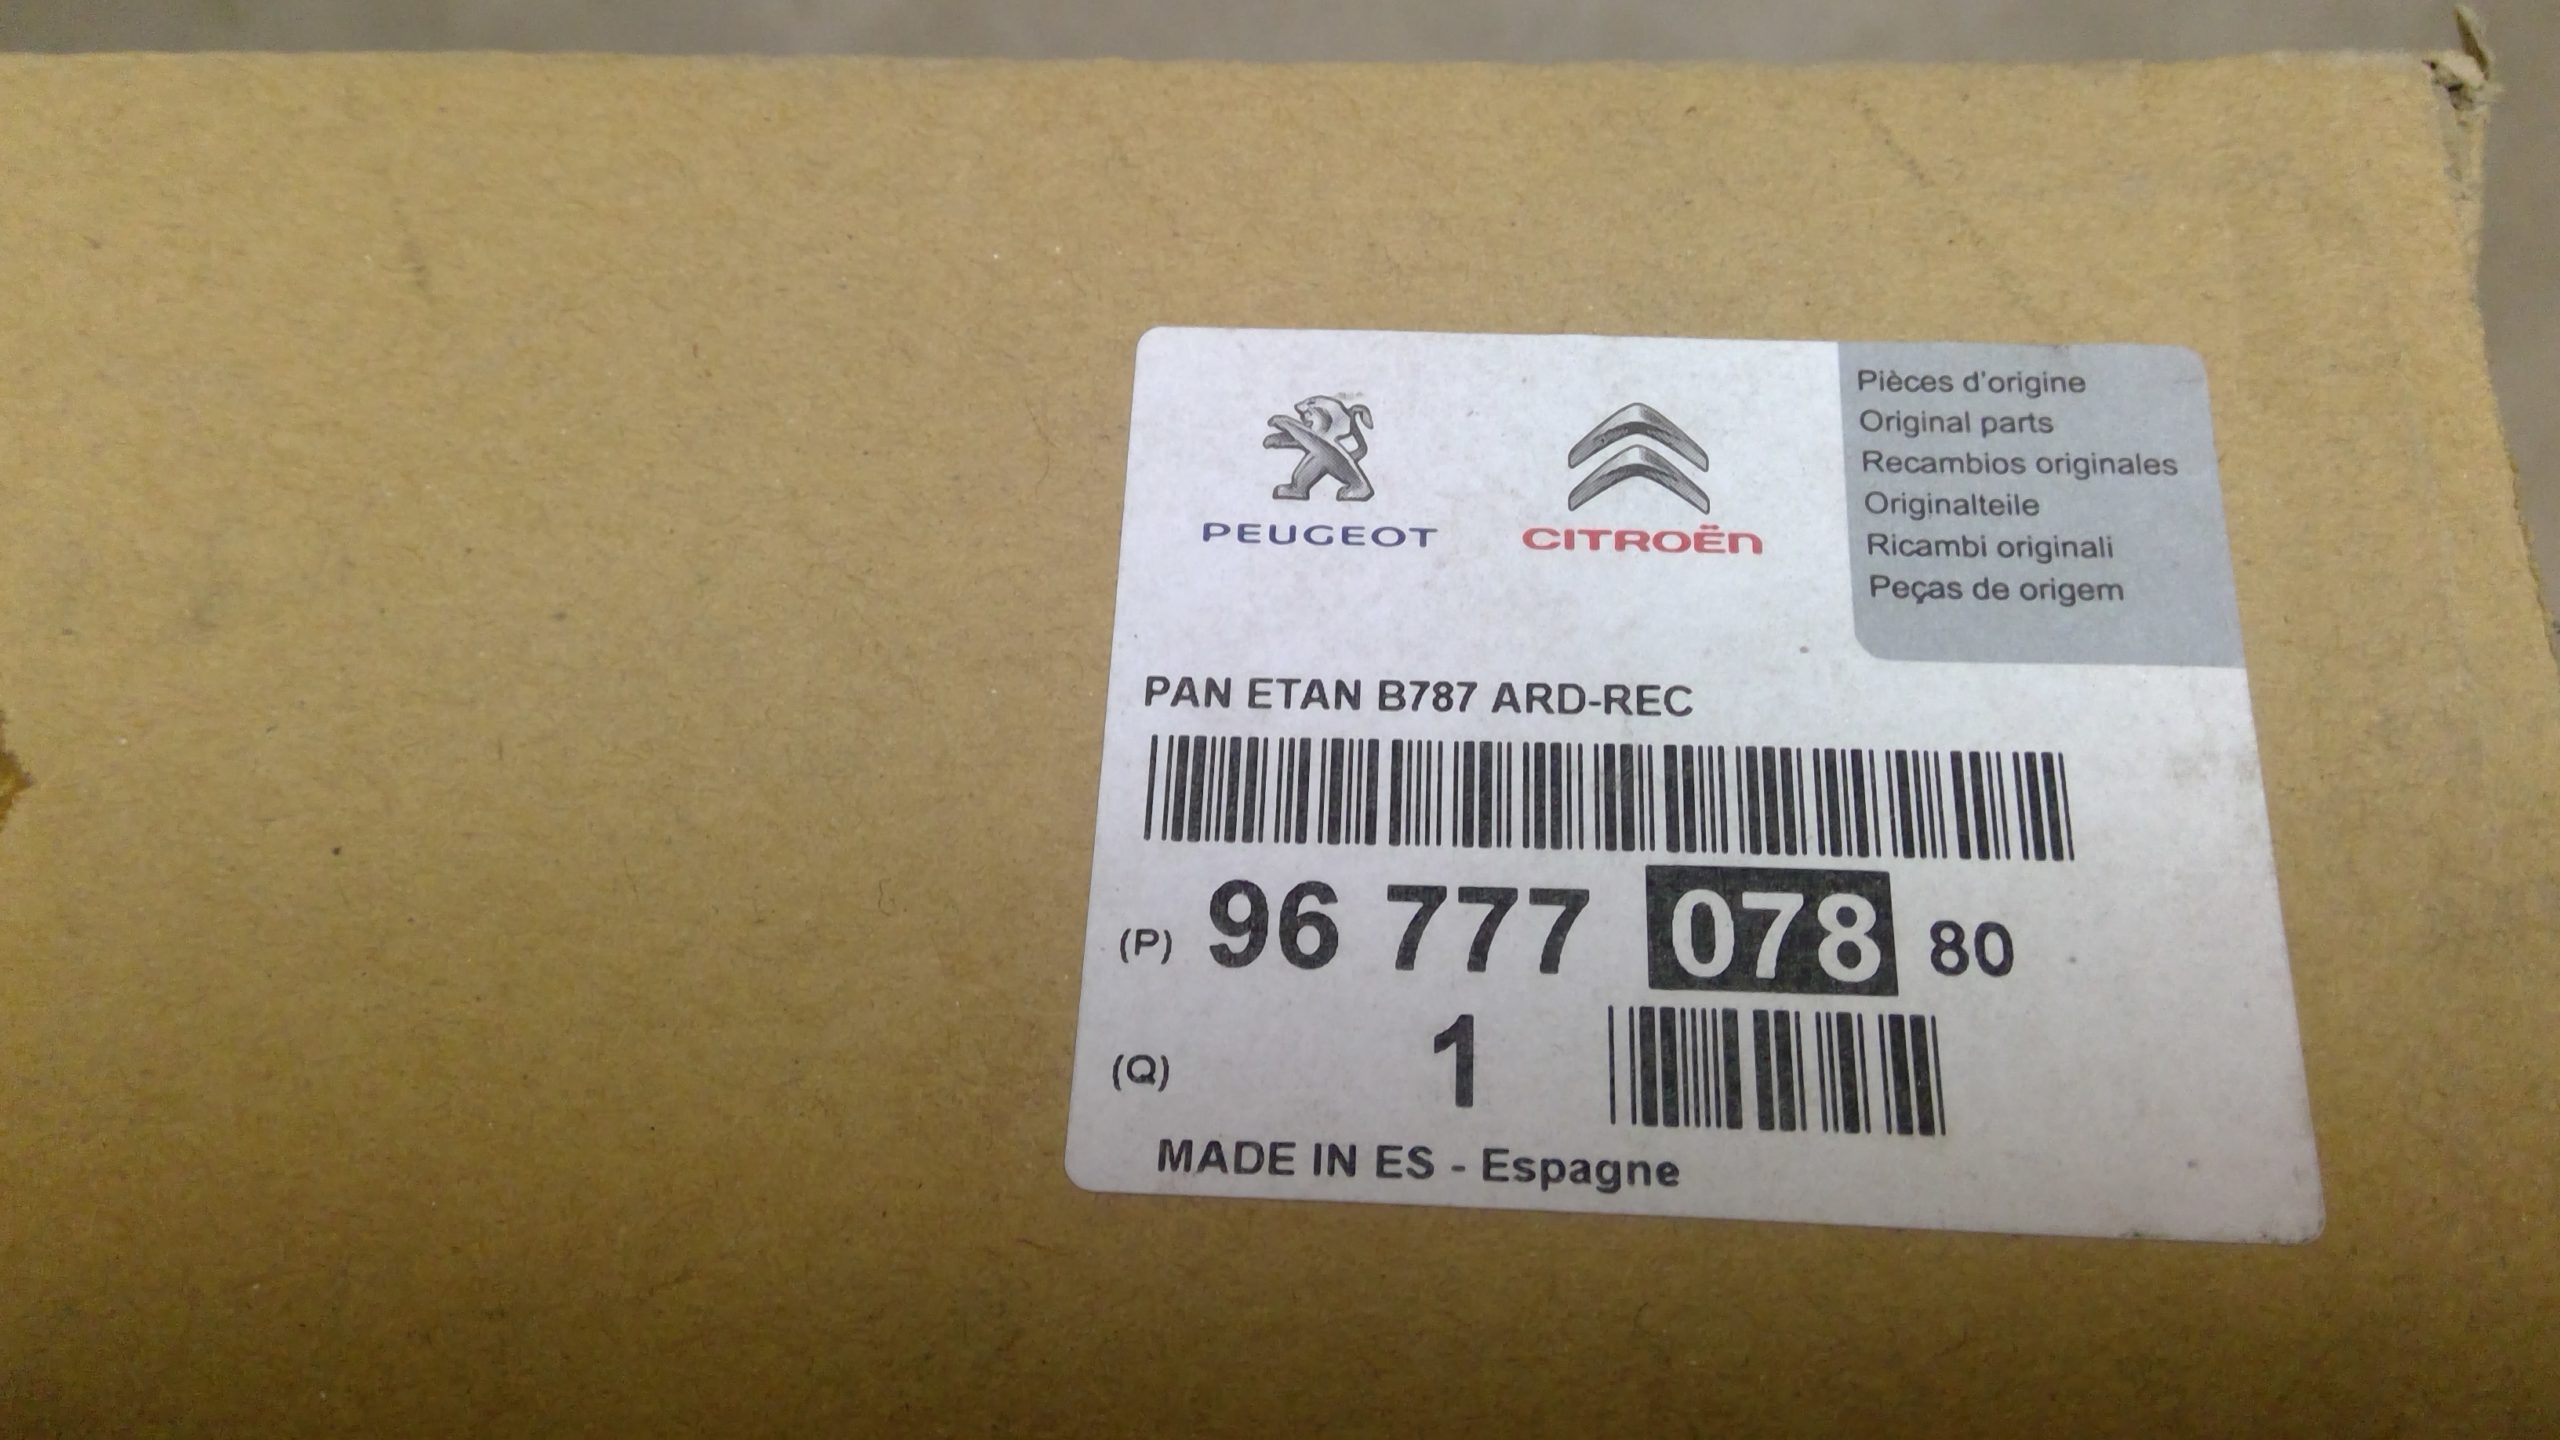 PEUGEOT
CITROËN
Pièces d'origine
Original parts
Recambios originales
Originalteile
Ricambi originali
Peças de origem
PAN ETAN B787 ARD-REC
(P) 96 777 078 80
(Q) 1
MADE IN ES - Espagne